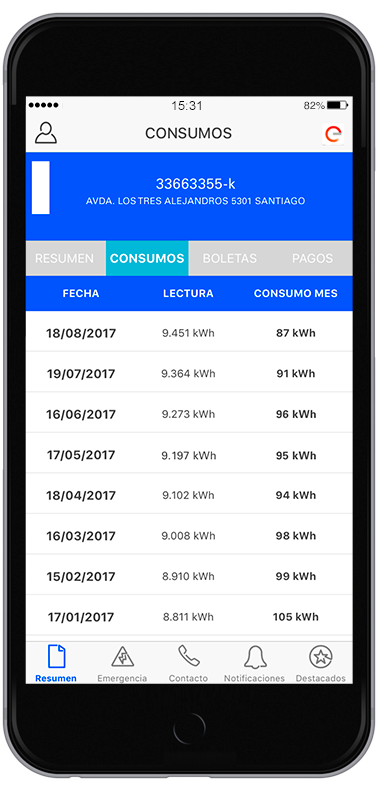 15:31
82%
CONSUMOS
33663355-k
AVDA. LOS TRES ALEJANDROS 5301 SANTIAGO
RESUMEN CONSUMOS BOLETAS PAGOS
FECHA LECTURA CONSUMO MES
18/08/2017 9.451 kWh 87 kWh
19/07/2017 9.364 kWh 91 kWh
16/06/2017 9.273 kWh 96 kWh
17/05/2017 9.197 kWh 95 kWh
18/04/2017 9.102 kWh 94 kWh
16/03/2017 9.008 kWh 98 kWh
15/02/2017 8.910 kWh 99 kWh
17/01/2017 8.811 kWh 105 kWh
Resumen Emergencia Contacto Notificaciones Destacados